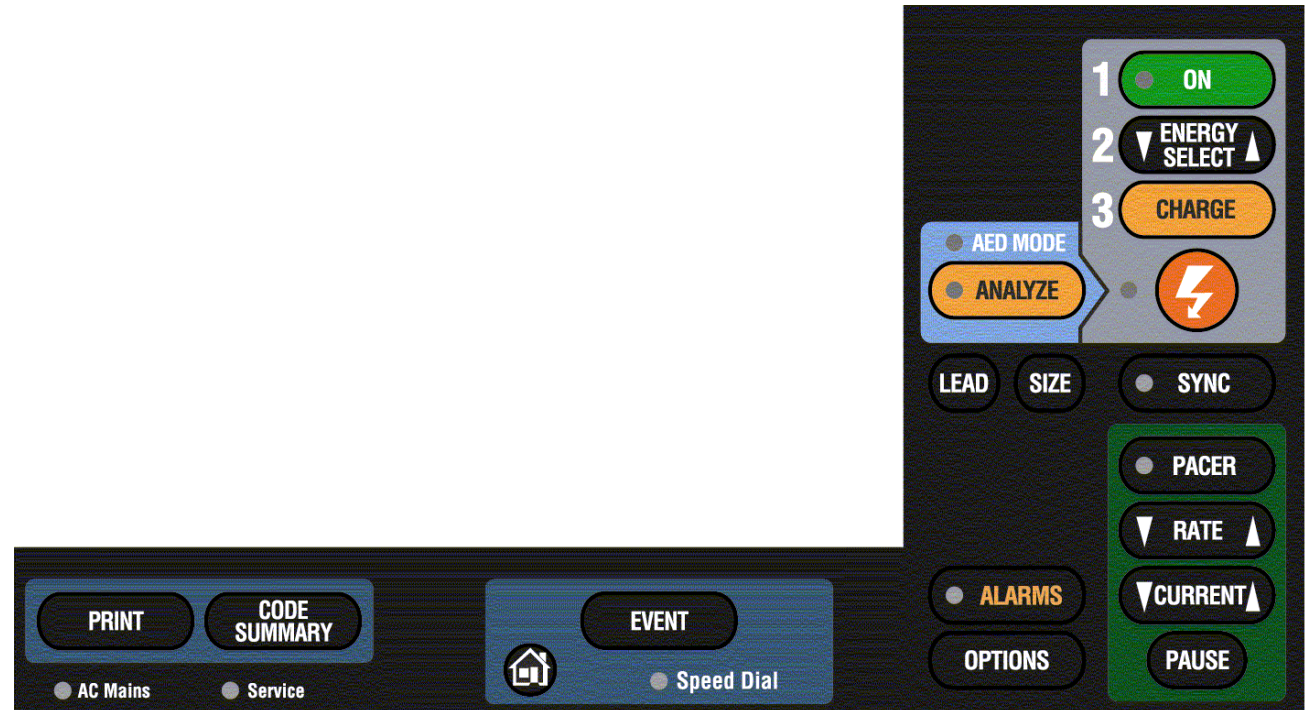 1 ON
2 ENERGY
SELECT
3 CHARGE
AED MODE
ANALYZE
LEAD SIZE SYNC
PACER
RATE
CURRENT
PAUSE
ALARMS
OPTIONS
PRINT
CODE
SUMMARY
EVENT
AC Mains
Service
Speed Dial